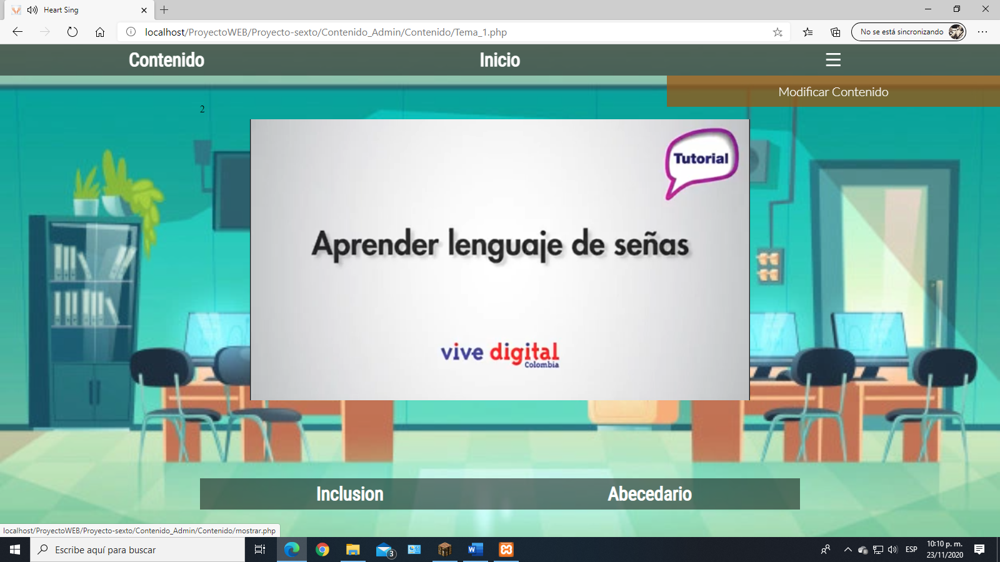 Heart Sing
localhost/ProyectoWEB/Proyecto-sexto/Contenido_Admin/Contenido/Tema_1.php
No se está sincronizando
Contenido
Inicio
Modificar Contenido
2
Tutorial
Aprender lenguaje de señas
vive digital
Colombia
Inclusion
Abecedario
localhost/ProyectoWEB/Proyecto-sexto/Contenido_Admin/Contenido/mostrar.php
Escribe aquí para buscar
3
ESP
10:10 p. m.
23/11/2020